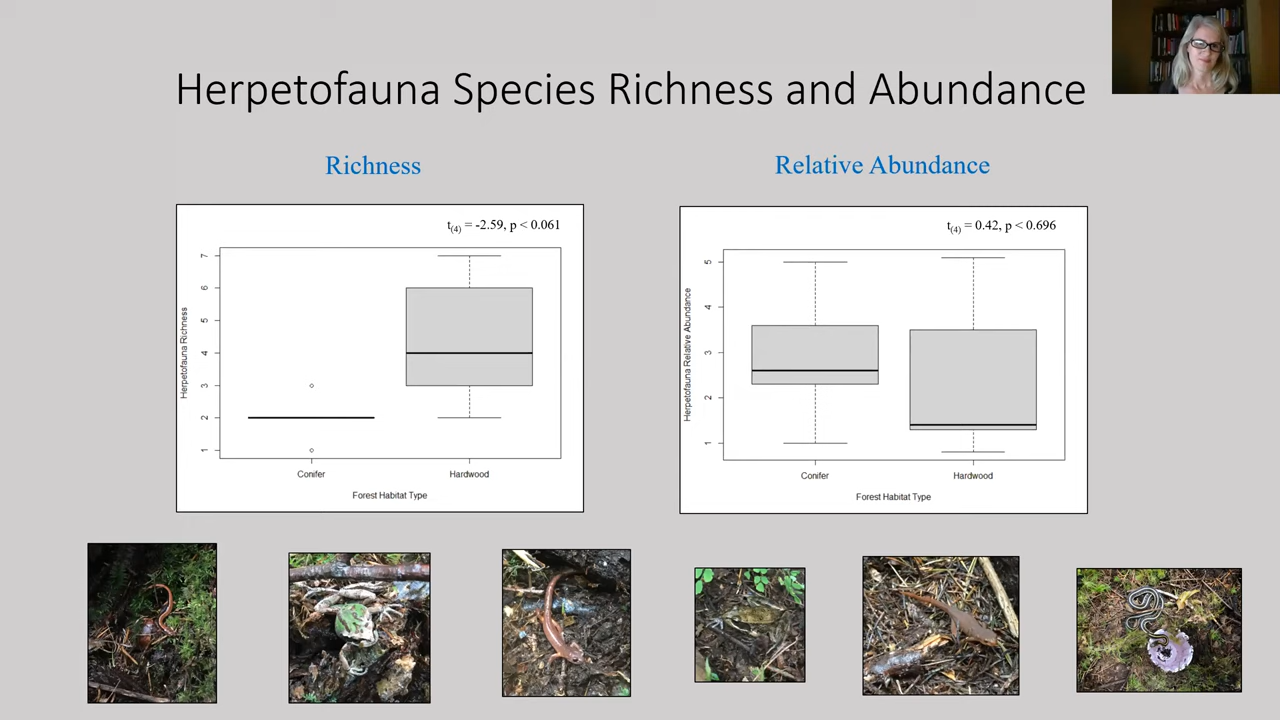 Herpetofauna Species Richness and Abundance
Richness
Relative Abundance
t(4) = -2.59, p < 0.061
7
6
5
4
3
2
1
Herpetofauna Richness
Conifer
Hardwood
Forest Habitat Type
t(4) = 0.42, p < 0.696
5
4
3
2
1
Herpetofauna Relative Abundance
Conifer
Hardwood
Forest Habitat Type